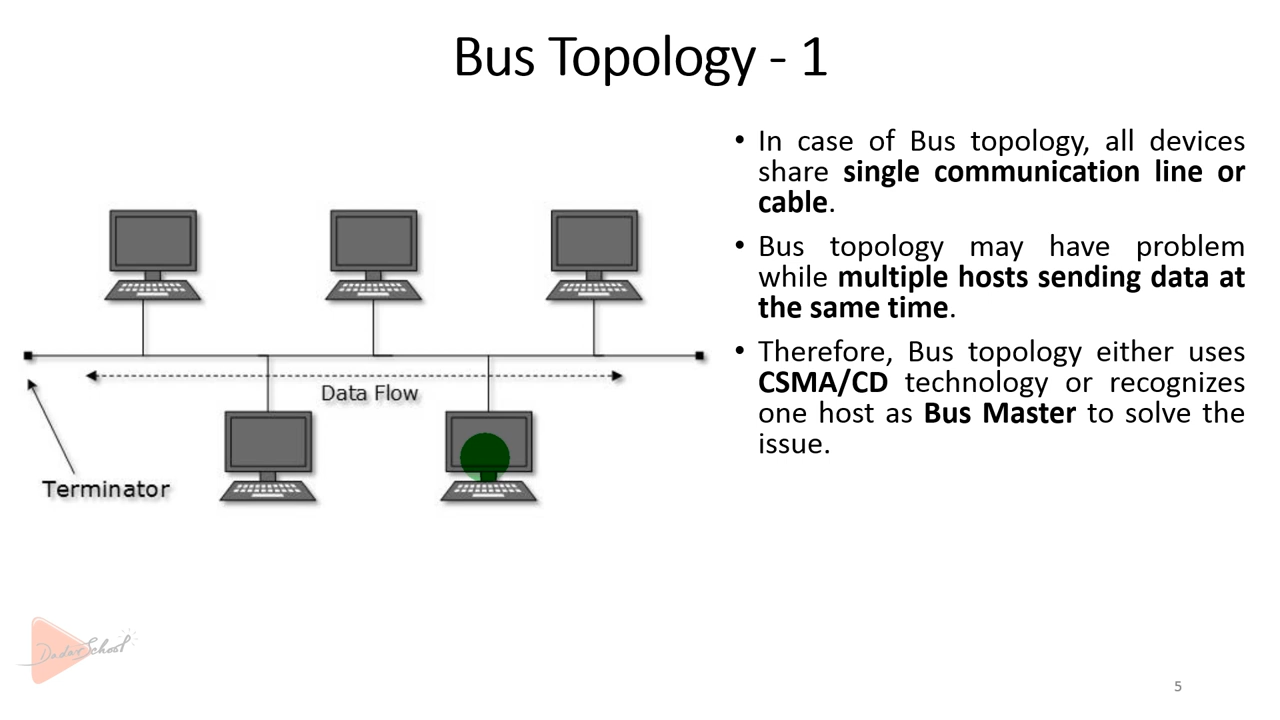 Bus Topology - 1
• In case of Bus topology, all devices
share single communication line or
cable.
• Bus topology may have problem
while multiple hosts sending data at
the same time.
• Therefore, Bus topology either uses
CSMA/CD technology or recognizes
one host as Bus Master to solve the
issue.
Data Flow
Terminator
Dadar School
5